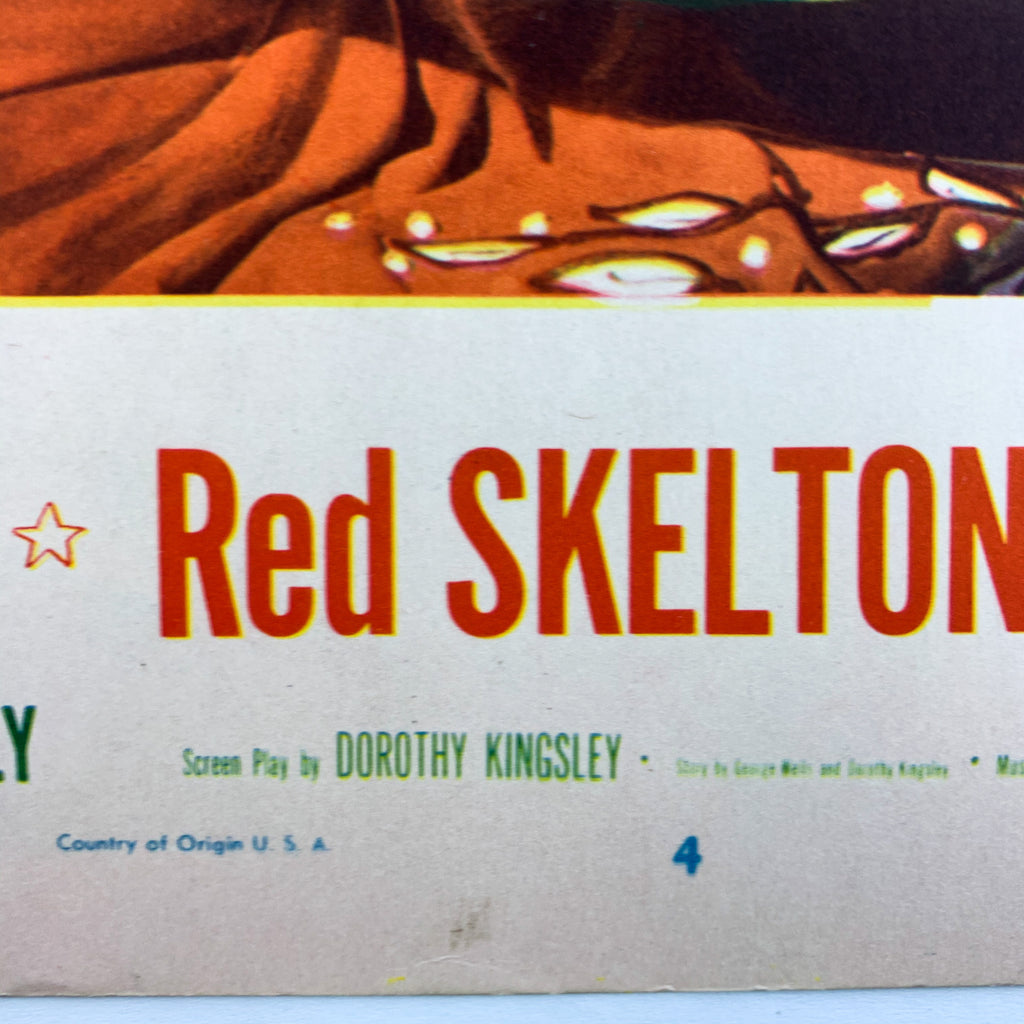 Red SKELTON
LY Screen Play by DOROTHY KINGSLEY • Story by George Wells and Dorothy Kingsley •
Country of Origin U. S. A. 4